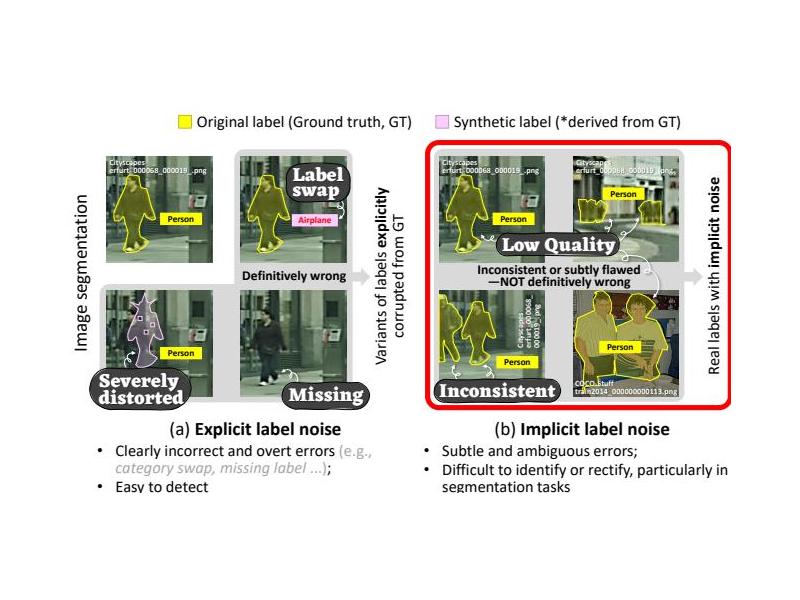 Original label (Ground truth, GT)
Synthetic label (*derived from GT)
Image segmentation
Cityscapes
erfurt_000068_000019_.png
Person
Label
swap
Airplane
Definitively wrong
Person
Severely
distorted
Missing
Variants of labels explicitly
corrupted from GT
Cityscapes
erfurt_000068_000019_.png
Person
Cityscapes
erfurt_000068_000019_.png
Person
Low Quality
Inconsistent or subtly flawed
—NOT definitively wrong
Cityscapes
erfurt_000068
_000019_.png
Person
Inconsistent
Person
COCO-Stuff
train2014_000000000113.png
Real labels with implicit noise
(a) Explicit label noise
• Clearly incorrect and overt errors (e.g.,
category swap, missing label ...);
• Easy to detect
(b) Implicit label noise
• Subtle and ambiguous errors;
• Difficult to identify or rectify, particularly in
segmentation tasks